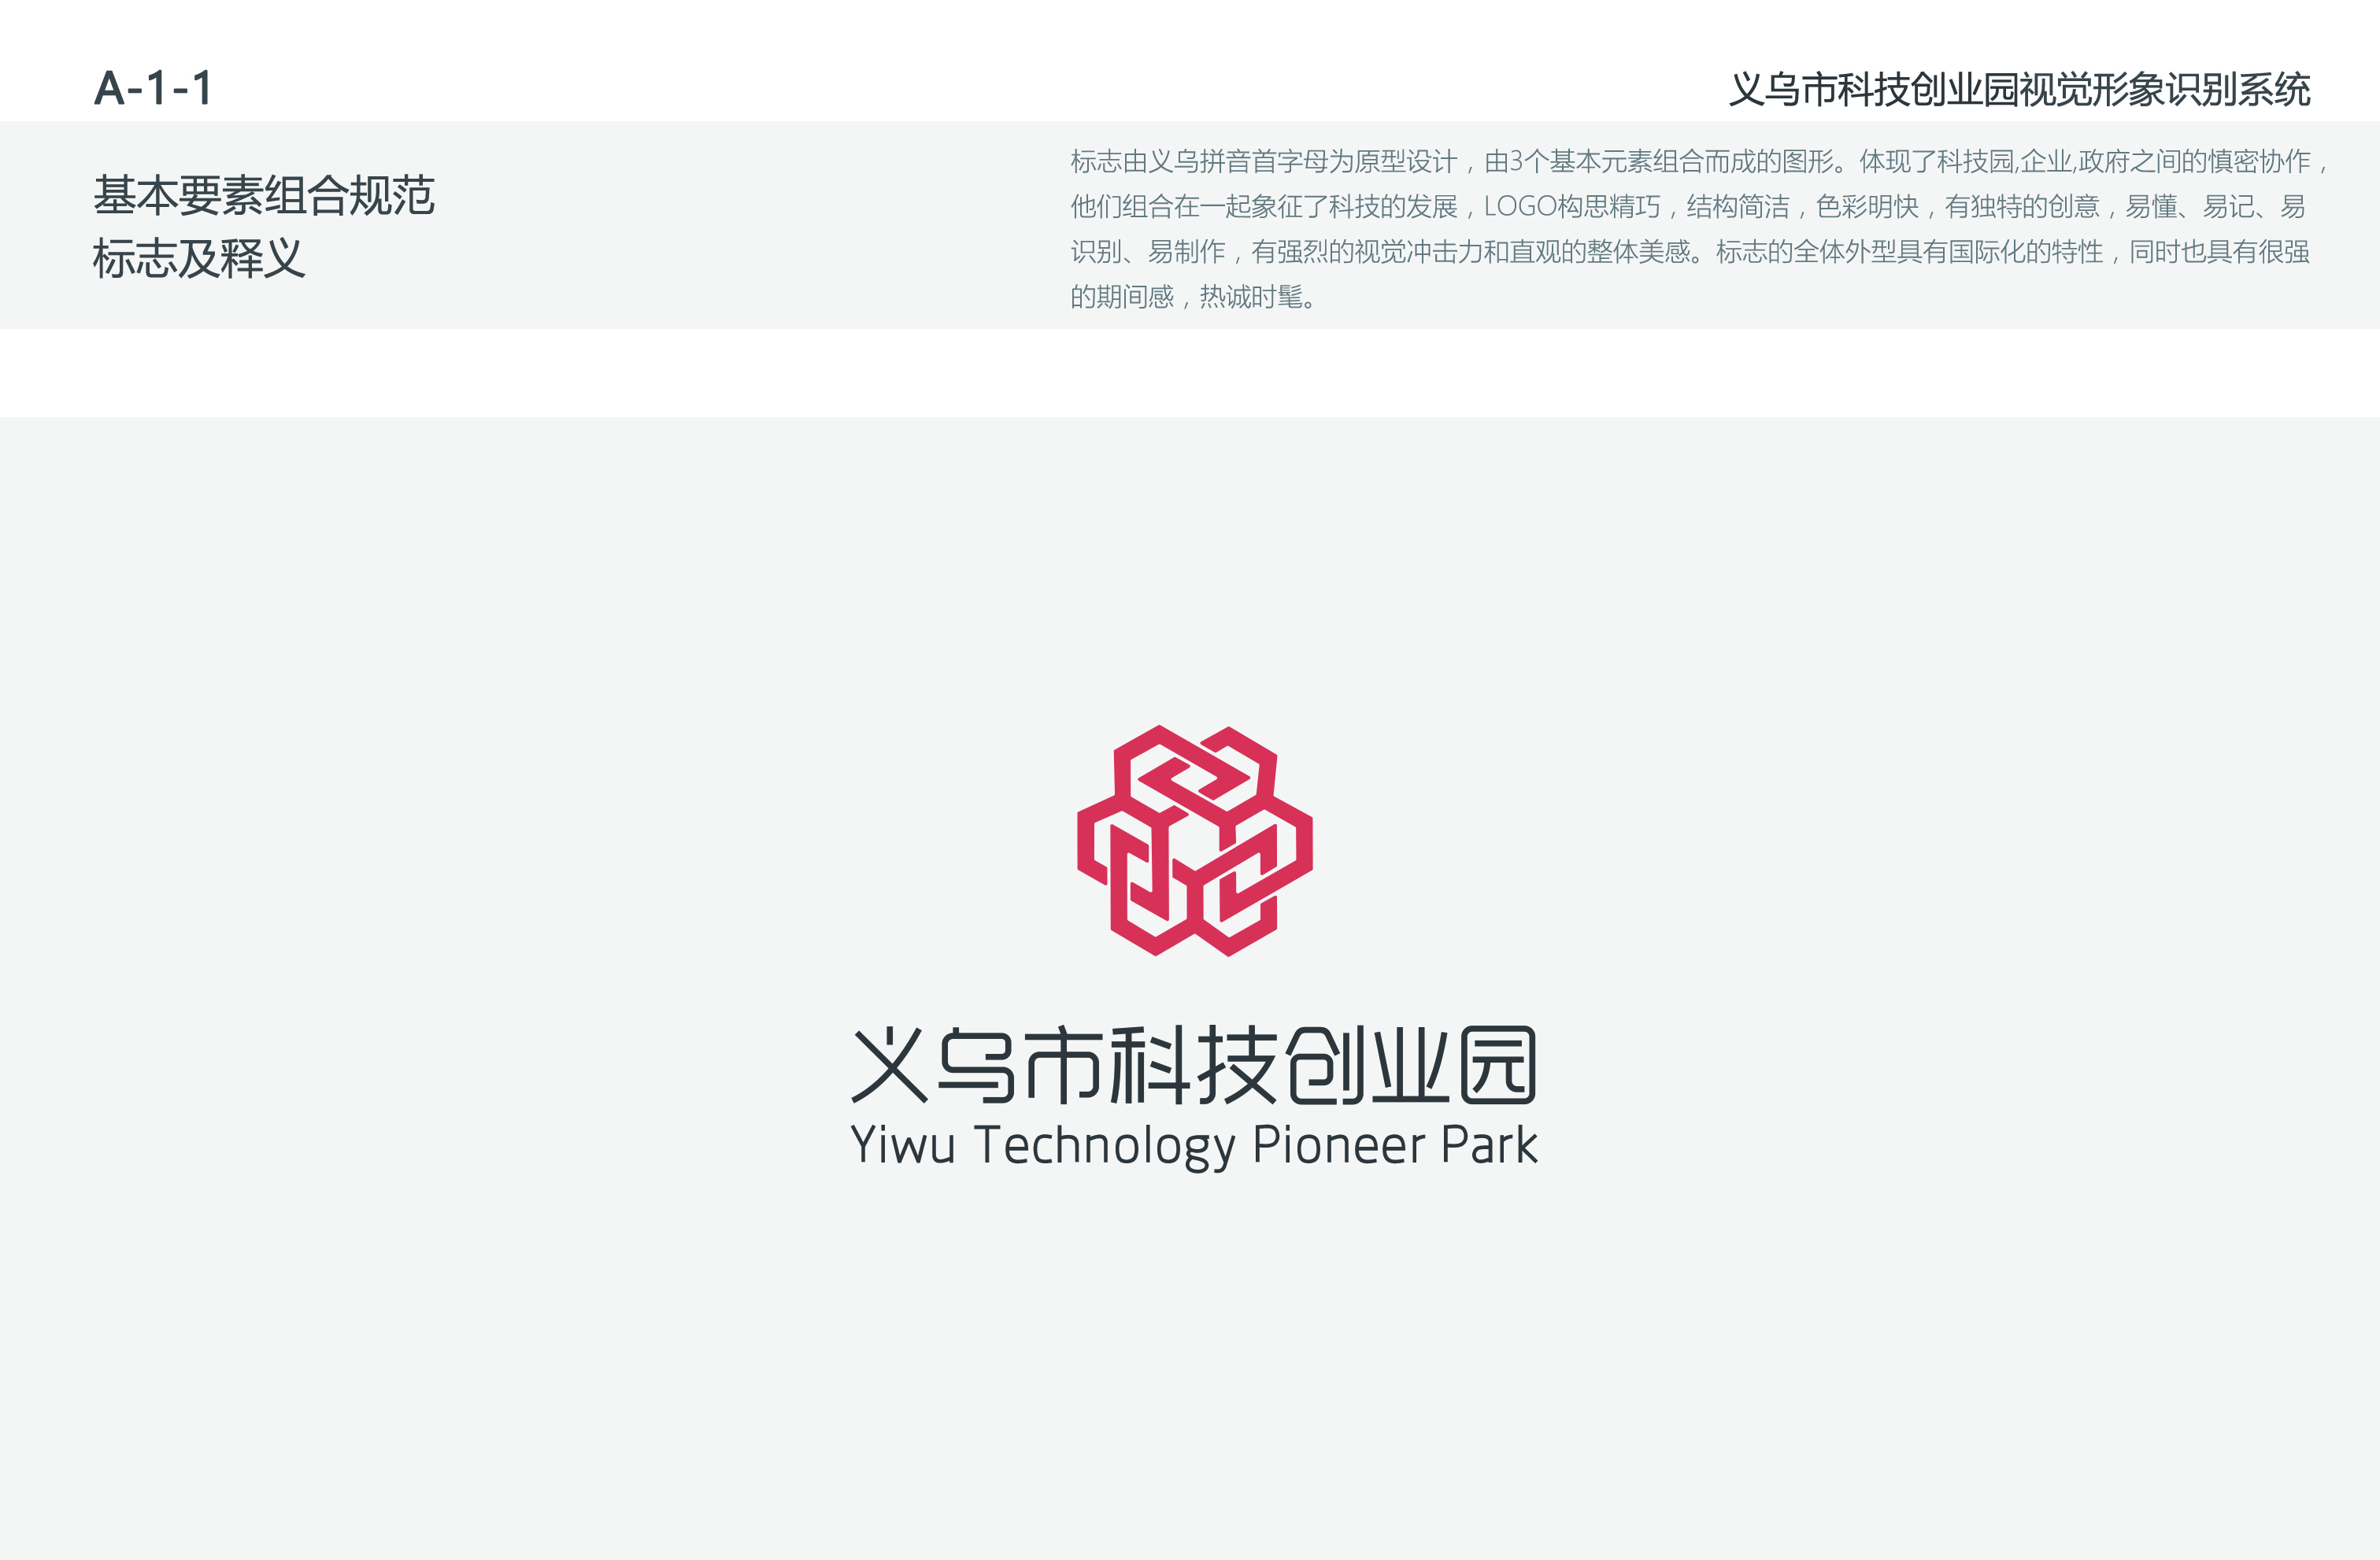 A-1-1
义乌市科技创业园视觉形象识别系统
基本要素组合规范
标志及释义
标志由义乌拼音首字母为原型设计，由3个基本元素组合而成的图形。体现了科技园,企业,政府之间的慎密协作，
他们组合在一起象征了科技的发展，LOGO构思精巧，结构简洁，色彩明快，有独特的创意，易懂、易记、易
识别、易制作，有强烈的视觉冲击力和直观的整体美感。标志的全体外型具有国际化的特性，同时也具有很强
的期间感，热诚时髦。
义乌市科技创业园
Yiwu Technology Pioneer Park